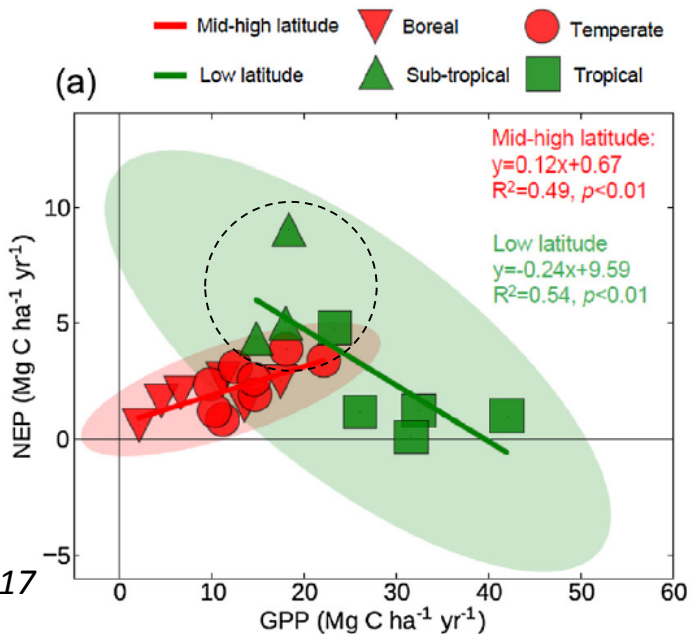 Mid-high latitude Boreal Temperate
Low latitude Sub-tropical Tropical
(a)
Mid-high latitude:
y=0.12x+0.67
R²=0.49, p<0.01
Low latitude
y=-0.24x+9.59
R²=0.54, p<0.01
NEP (Mg C ha⁻¹ yr⁻¹)
10
5
0
−5
0 10 20 30 40 50 60
GPP (Mg C ha⁻¹ yr⁻¹)
17